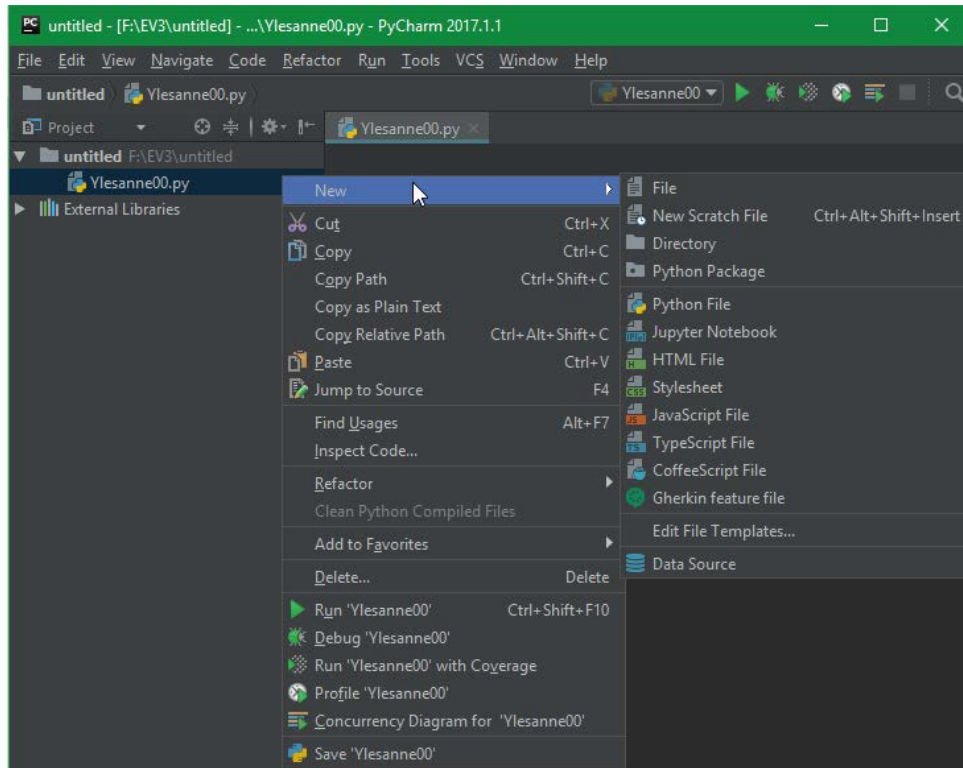 PC untitled - [F:\EV3\untitled] - ...\Ylesanne00.py - PyCharm 2017.1.1
File Edit View Navigate Code Refactor Run Tools VCS Window Help
untitled Ylesanne00.py Ylesanne00
Project Ylesanne00.py
untitled F:\EV3\untitled
Ylesanne00.py
External Libraries
New
Cut Ctrl+X
Copy Ctrl+C
Copy Path Ctrl+Shift+C
Copy as Plain Text
Copy Relative Path Ctrl+Alt+Shift+C
Paste Ctrl+V
Jump to Source F4
Find Usages Alt+F7
Inspect Code...
Refactor
Clean Python Compiled Files
Add to Favorites
Delete... Delete
Run 'Ylesanne00' Ctrl+Shift+F10
Debug 'Ylesanne00'
Run 'Ylesanne00' with Coverage
Profile 'Ylesanne00'
Concurrency Diagram for 'Ylesanne00'
Save 'Ylesanne00'
File
New Scratch File Ctrl+Alt+Shift+Insert
Directory
Python Package
Python File
Jupyter Notebook
HTML File
Stylesheet
JavaScript File
TypeScript File
CoffeeScript File
Gherkin feature file
Edit File Templates...
Data Source